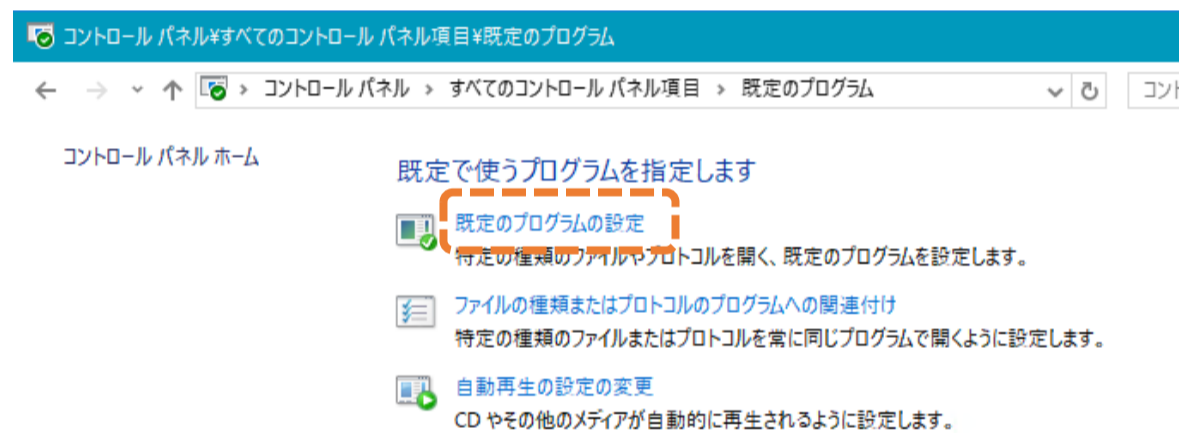 コントロール パネル¥すべてのコントロール パネル項目¥既定のプログラム
コントロール パネル › すべてのコントロール パネル項目 › 既定のプログラム
コント
コントロール パネル ホーム
既定で使うプログラムを指定します
既定のプログラムの設定
特定の種類のファイルやプロトコルを開く、既定のプログラムを設定します。
ファイルの種類またはプロトコルのプログラムへの関連付け
特定の種類のファイルまたはプロトコルを常に同じプログラムで開くように設定します。
自動再生の設定の変更
CD やその他のメディアが自動的に再生されるように設定します。